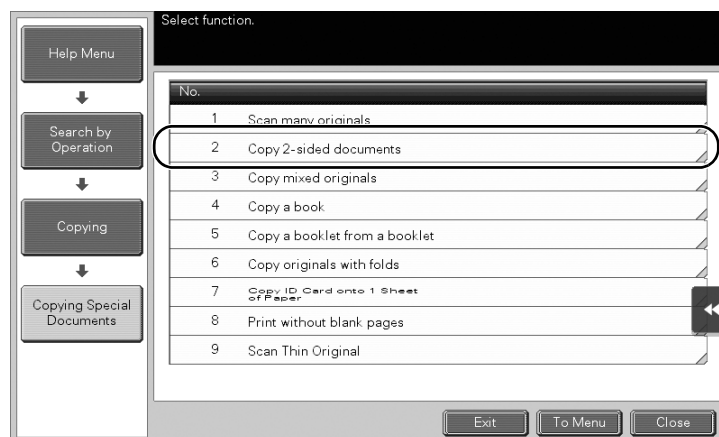 Select function.
Help Menu
Search by
Operation
Copying
Copying Special
Documents
No.
1 Scan many originals
2 Copy 2-sided documents
3 Copy mixed originals
4 Copy a book
5 Copy a booklet from a booklet
6 Copy originals with folds
7 Copy ID Card onto 1 Sheet
of Paper
8 Print without blank pages
9 Scan Thin Original
Exit To Menu Close